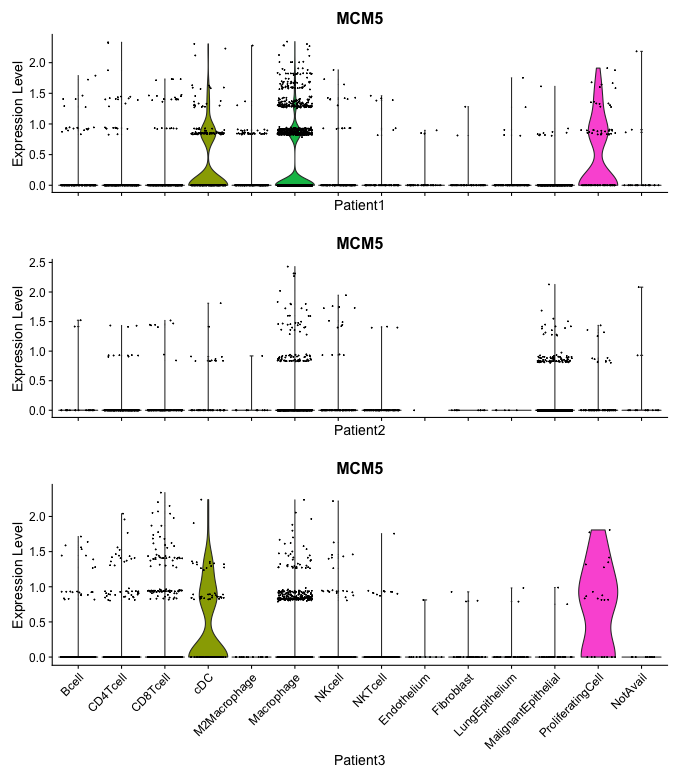 MCM5
Expression Level
2.0
1.5
1.0
0.5
0.0
Patient1
MCM5
Expression Level
2.5
2.0
1.5
1.0
0.5
0.0
Patient2
MCM5
Expression Level
2.0
1.5
1.0
0.5
0.0
Bcell
CD4Tcell
CD8Tcell
cDC
M2Macrophage
Macrophage
NKcell
NKTcell
Endothelium
Fibroblast
LungEpithelium
MalignantEpithelial
ProliferatingCell
NotAvail
Patient3